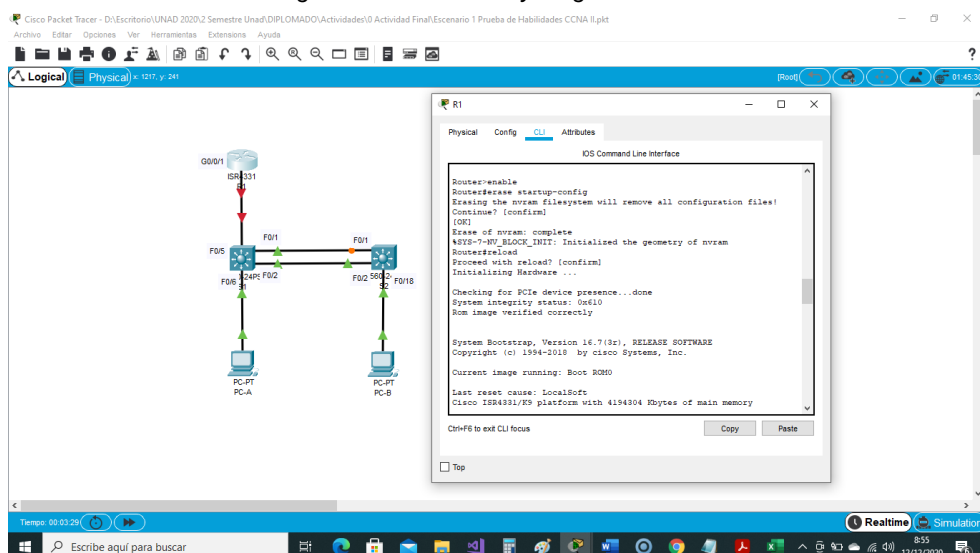 Cisco Packet Tracer - D:\Escritorio\UNAD 2020\2 Semestre Unad\DIPLOMADO\Actividades\0 Actividad Final\Escenario 1 Prueba de Habilidades CCNA II.pkt
Archivo Editar Opciones Ver Herramientas Extensions Ayuda
?
Logical Physical x: 1217, y: 241 [Root] 01:45:30
R1
Physical Config CLI Attributes
IOS Command Line Interface
Router>enable
Router#erase startup-config
Erasing the nvram filesystem will remove all configuration files!
Continue? [confirm]
[OK]
Erase of nvram: complete
%SYS-7-NV_BLOCK_INIT: Initialized the geometry of nvram
Router#reload
Proceed with reload? [confirm]
Initializing Hardware ...
Checking for PCIe device presence...done
System integrity status: 0x610
Rom image verified correctly
System Bootstrap, Version 16.7(3r), RELEASE SOFTWARE
Copyright (c) 1994-2018 by cisco Systems, Inc.
Current image running: Boot ROM0
Last reset cause: LocalSoft
Cisco ISR4331/K9 platform with 4194304 Kbytes of main memory
Ctrl+F6 to exit CLI focus
Copy Paste
Top
G0/0/1
ISR4331
R1
F0/1 F0/1
F0/5
F0/6 F0/2 F0/2 F0/18
S1 S2
PC-PT
PC-A
PC-PT
PC-B
Tiempo: 00:03:29 Realtime Simulation
Escribe aquí para buscar
8:55
12/12/2020